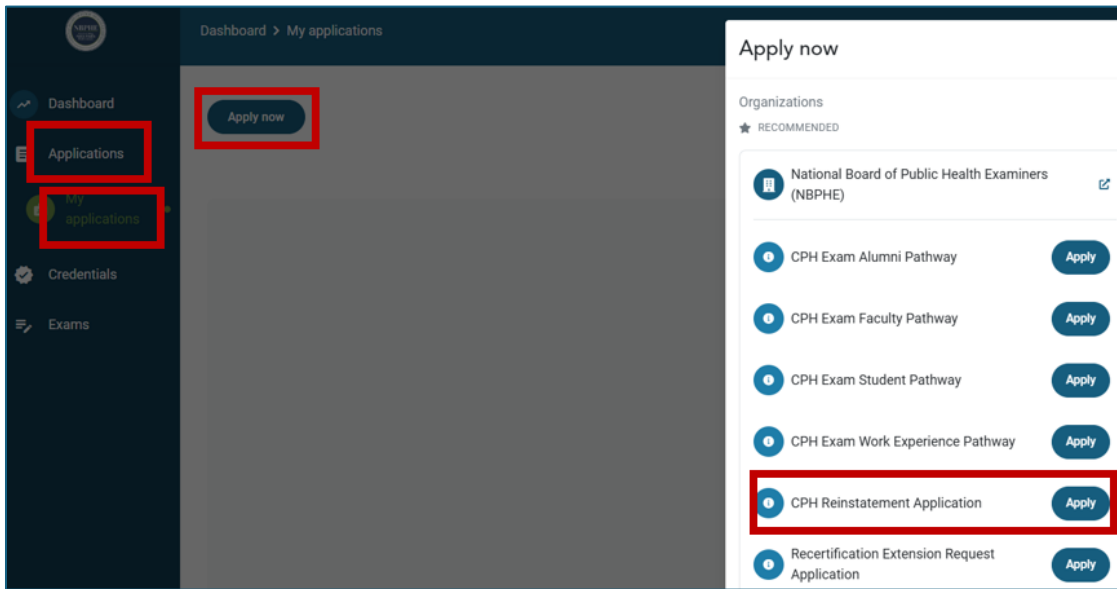 NBPHE
Dashboard > My applications
Dashboard
Applications
My
applications
Credentials
Exams
Apply now
Apply now
Organizations
RECOMMENDED
National Board of Public Health Examiners
(NBPHE)
CPH Exam Alumni Pathway Apply
CPH Exam Faculty Pathway Apply
CPH Exam Student Pathway Apply
CPH Exam Work Experience Pathway Apply
CPH Reinstatement Application Apply
Recertification Extension Request
Application Apply